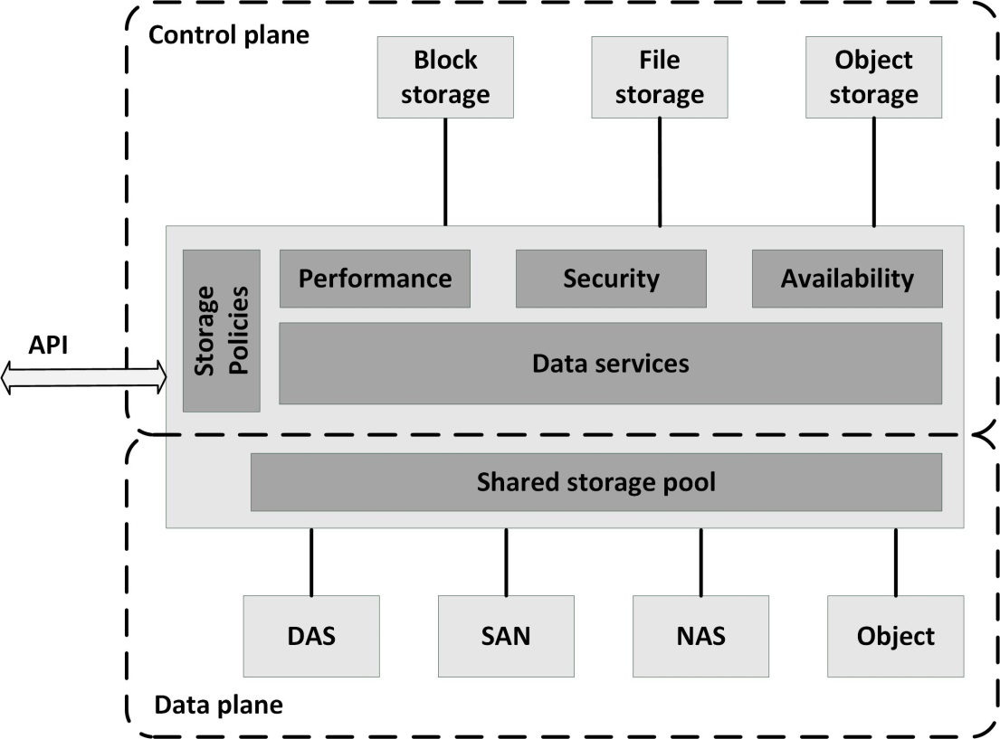 Control plane
Block
storage
File
storage
Object
storage
Storage
Policies
Performance
Security
Availability
API
Data services
Shared storage pool
DAS
SAN
NAS
Object
Data plane